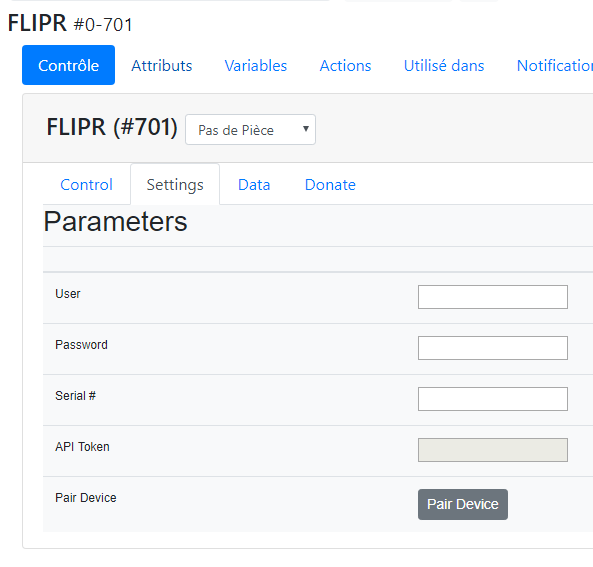 FLIPR #0-701
Contrôle Attributs Variables Actions Utilisé dans Notification
FLIPR (#701) Pas de Pièce
Control Settings Data Donate
Parameters
User
Password
Serial #
API Token
Pair Device Pair Device